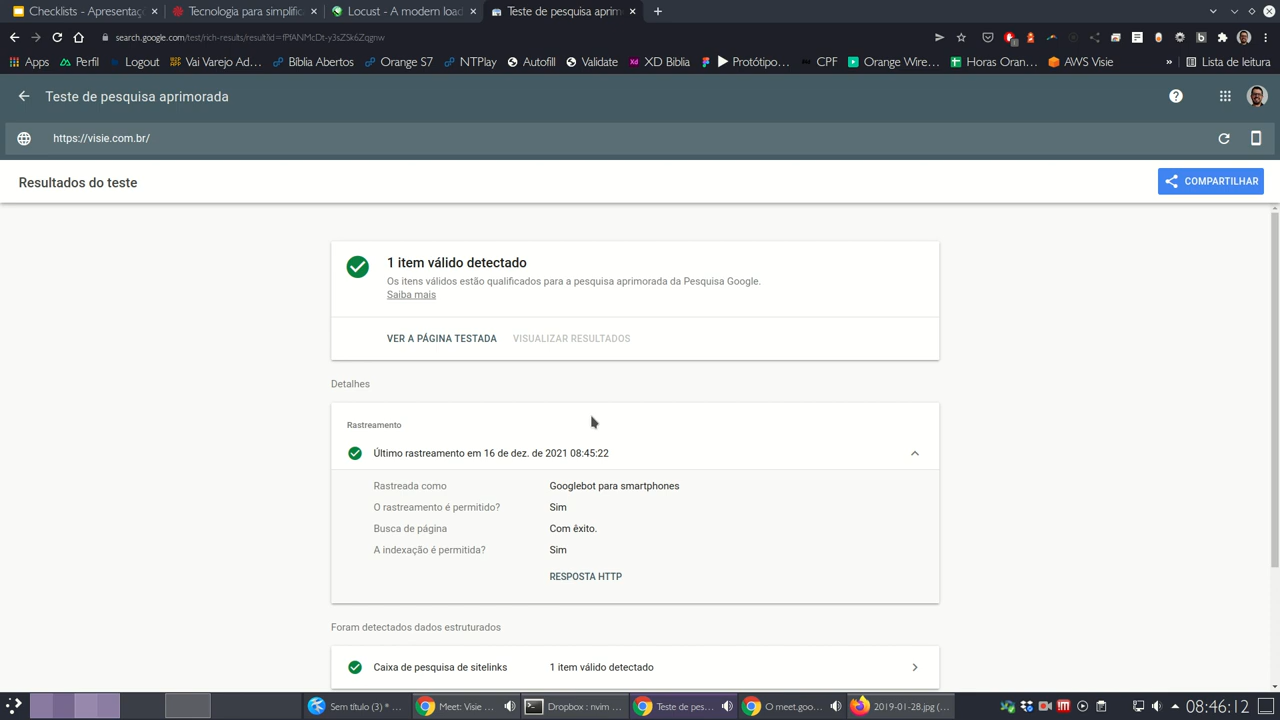 Checklists - Apresentaç
Tecnologia para simplific
Locust - A modern load
Teste de pesquisa aprim
search.google.com/test/rich-results/result?id=fPfANMcDt-y3sZSk6Zqgnw
Apps
Perfil
Logout
Vai Varejo Ad...
Bíblia Abertos
Orange S7
NTPlay
Autofill
Validate
XD Biblia
Protótipo...
CPF
Orange Wire...
Horas Oran...
AWS Visie
»
Lista de leitura
Teste de pesquisa aprimorada
https://visie.com.br/
Resultados do teste
COMPARTILHAR
1 item válido detectado
Os itens válidos estão qualificados para a pesquisa aprimorada da Pesquisa Google.
Saiba mais
VER A PÁGINA TESTADA VISUALIZAR RESULTADOS
Detalhes
Rastreamento
Último rastreamento em 16 de dez. de 2021 08:45:22
Rastreada como Googlebot para smartphones
O rastreamento é permitido? Sim
Busca de página Com êxito.
A indexação é permitida? Sim
RESPOSTA HTTP
Foram detectados dados estruturados
Caixa de pesquisa de sitelinks 1 item válido detectado
Sem título (3) * ...
Meet: Visie ...
Dropbox : nvim ...
Teste de pes...
O meet.goo...
2019-01-28.jpg (...
08:46:12